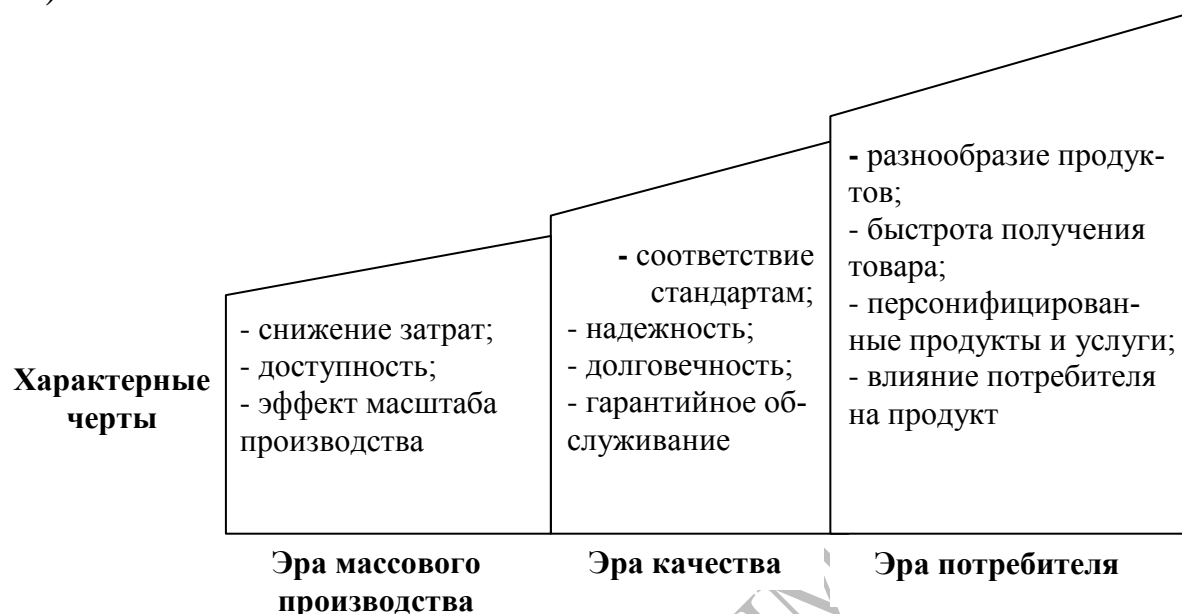 )
- разнообразие продук-
тов;
- быстрота получения
товара;
- персонифицирован-
ные продукты и услуги;
- влияние потребителя
на продукт
- соответствие
стандартам;
- надежность;
- долговечность;
- гарантийное об-
служивание
- снижение затрат;
- доступность;
- эффект масштаба
производства
Характерные
черты
Эра массового
производства
Эра качества
Эра потребителя